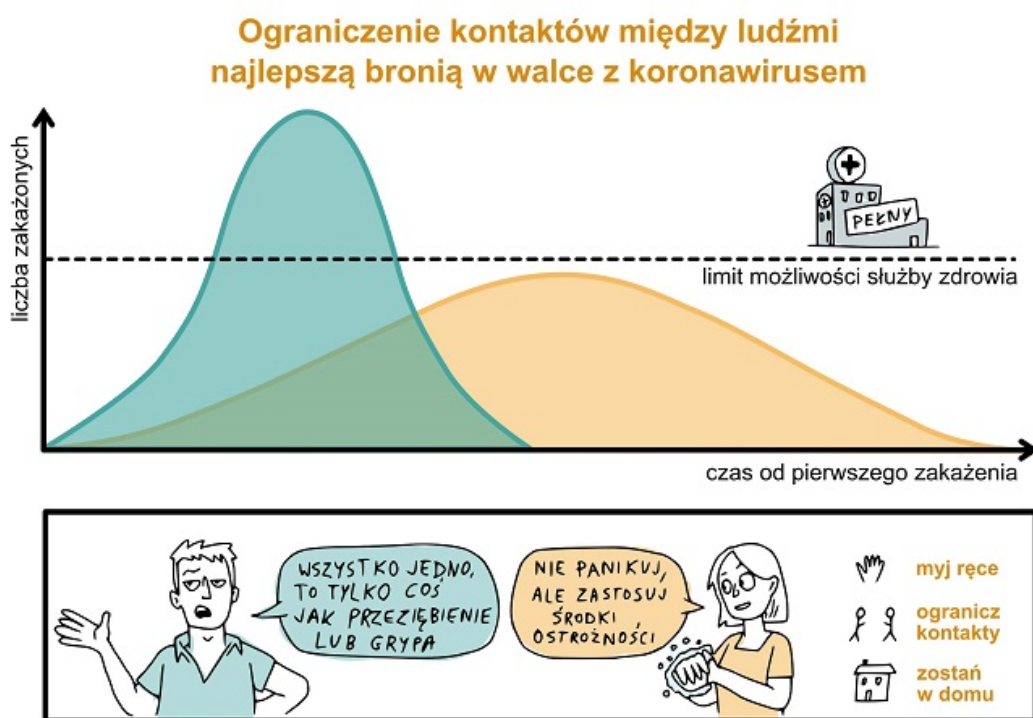 Ograniczenie kontaktów między ludźmi
najlepszą bronią w walce z koronawirusem
liczba zakażonych
PEŁNY
limit możliwości służby zdrowia
czas od pierwszego zakażenia
WSZYSTKO JEDNO,
TO TYLKO COŚ
JAK PRZEZIĘBIENIE
LUB GRYPA
NIE PANIKUJ,
ALE ZASTOSUJ
ŚRODKI
OSTROŻNOŚCI
myj ręce
ogranicz
kontakty
zostań
w domu